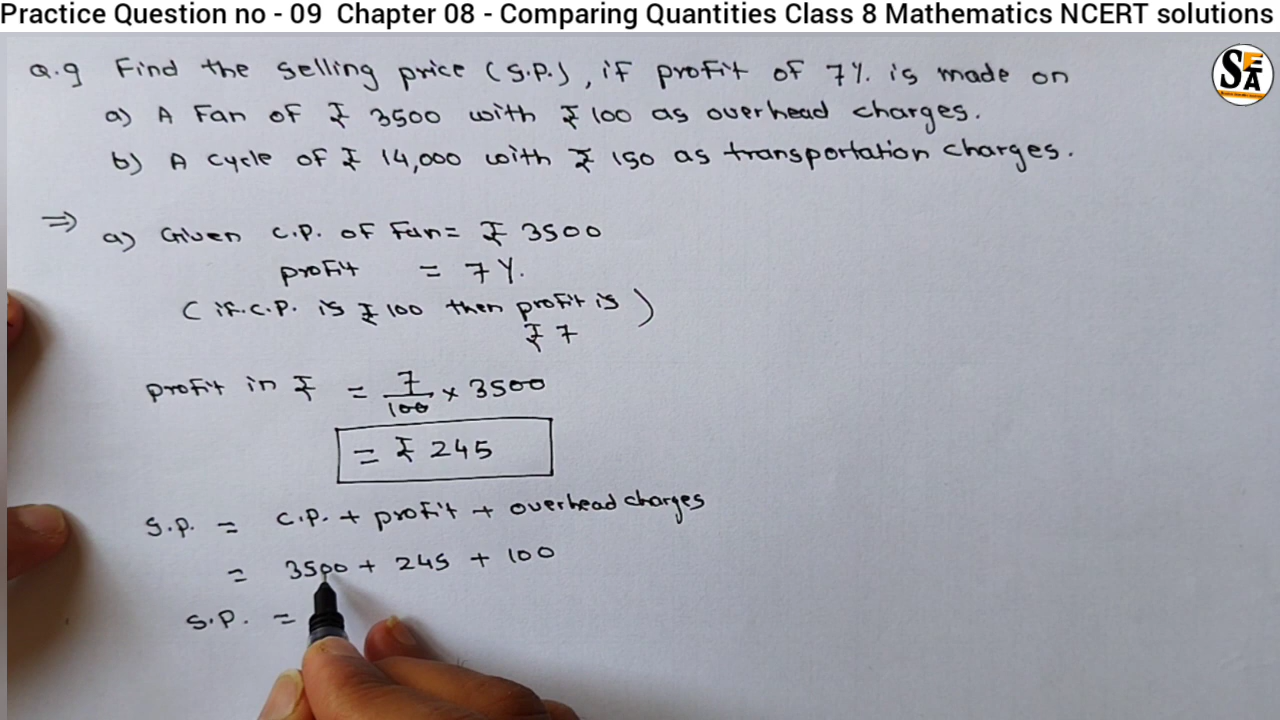 Practice Question no - 09 Chapter 08 - Comparing Quantities Class 8 Mathematics NCERT solutions
SFEA
Q.9 Find the selling price (S.P.), if profit of 7% is made on
a) A Fan of ₹ 3500 with ₹ 100 as overhead charges.
b) A cycle of ₹ 14,000 with ₹ 150 as transportation charges.
⇒ a) Given C.P. of Fan = ₹ 3500
profit = 7%.
( if C.P. is ₹ 100 then profit is )
₹ 7
profit in ₹ = 7/100 × 3500
= ₹ 245
S.P. = C.P. + profit + overhead charges
= 3500 + 245 + 100
S.P. =